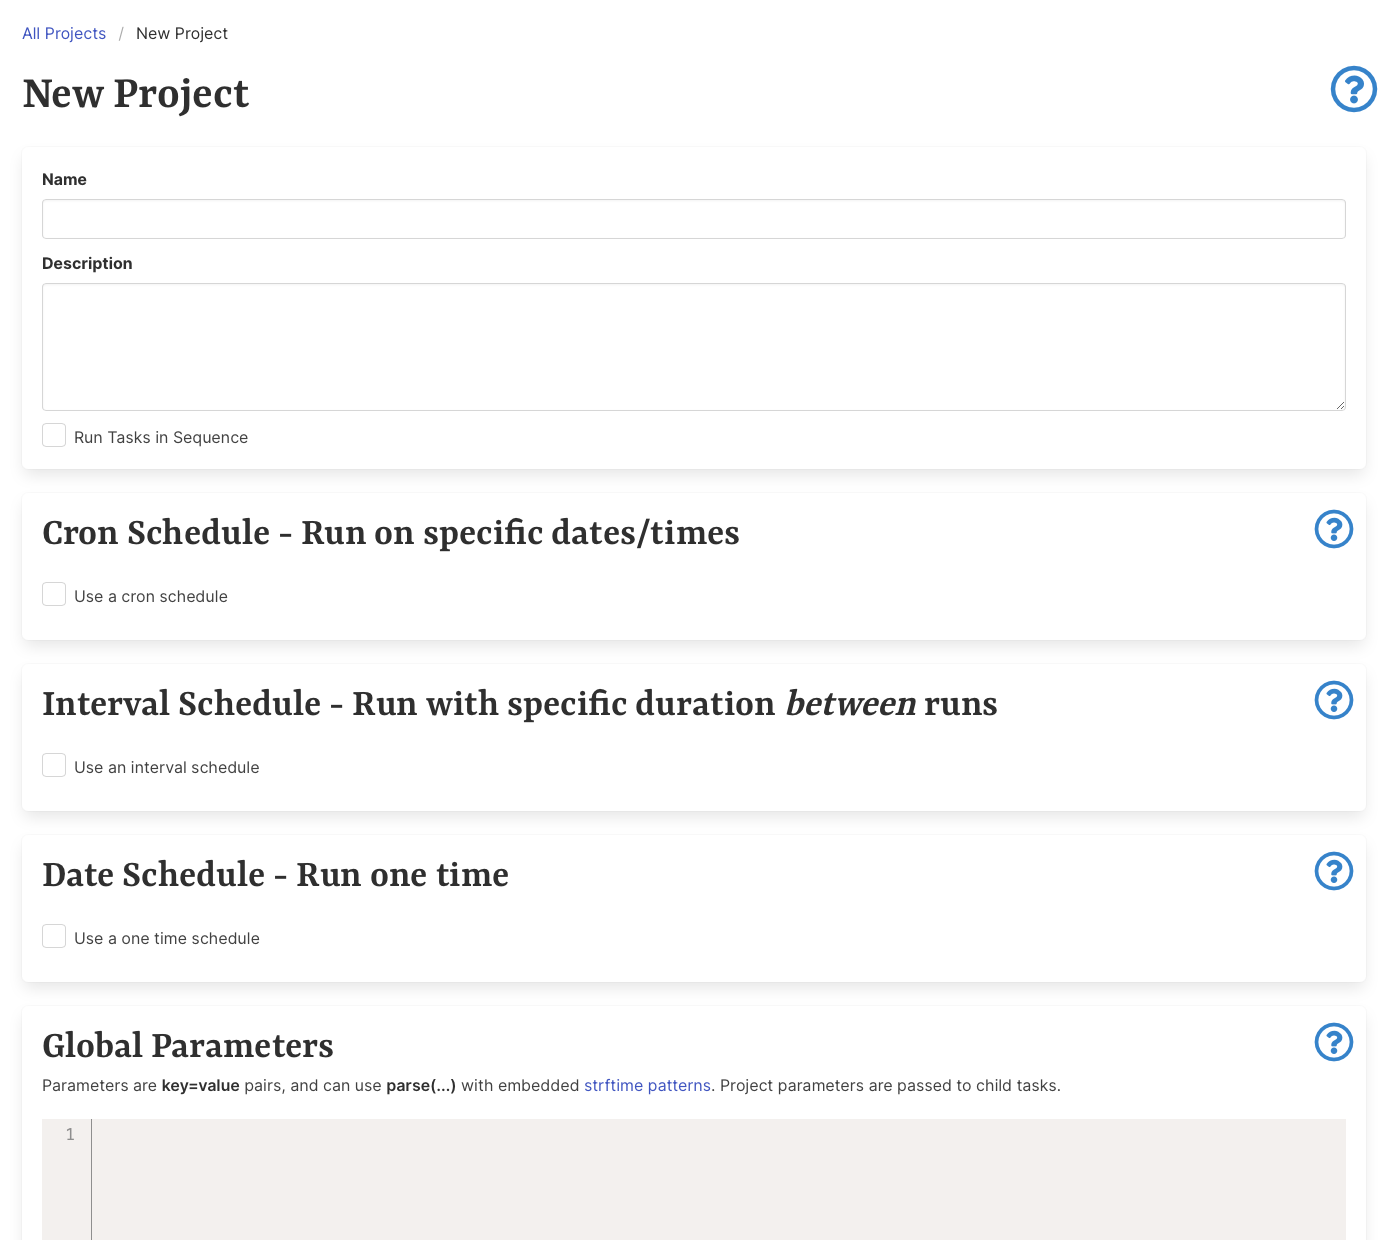 All Projects / New Project
New Project
Name
Description
Run Tasks in Sequence
Cron Schedule - Run on specific dates/times
Use a cron schedule
Interval Schedule - Run with specific duration between runs
Use an interval schedule
Date Schedule - Run one time
Use a one time schedule
Global Parameters
Parameters are key=value pairs, and can use parse(...) with embedded strftime patterns. Project parameters are passed to child tasks.
1